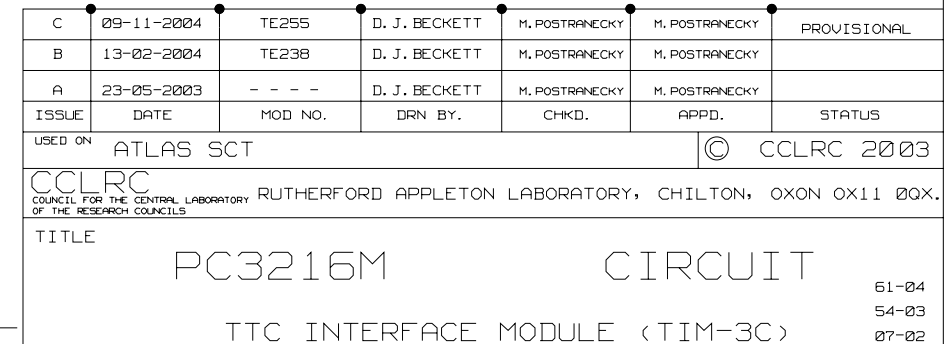 C 09-11-2004 TE255 D.J.BECKETT M.POSTRANECKY M.POSTRANECKY PROVISIONAL
B 13-02-2004 TE238 D.J.BECKETT M.POSTRANECKY M.POSTRANECKY
A 23-05-2003 - - - - D.J.BECKETT M.POSTRANECKY M.POSTRANECKY
ISSUE DATE MOD NO. DRN BY. CHKD. APPD. STATUS
USED ON ATLAS SCT © CCLRC 2003
CCLRC
COUNCIL FOR THE CENTRAL LABORATORY
OF THE RESEARCH COUNCILS
RUTHERFORD APPLETON LABORATORY, CHILTON, OXON OX11 0QX.
TITLE
PC3216M CIRCUIT
61-04
54-03
TTC INTERFACE MODULE (TIM-3C) 07-02